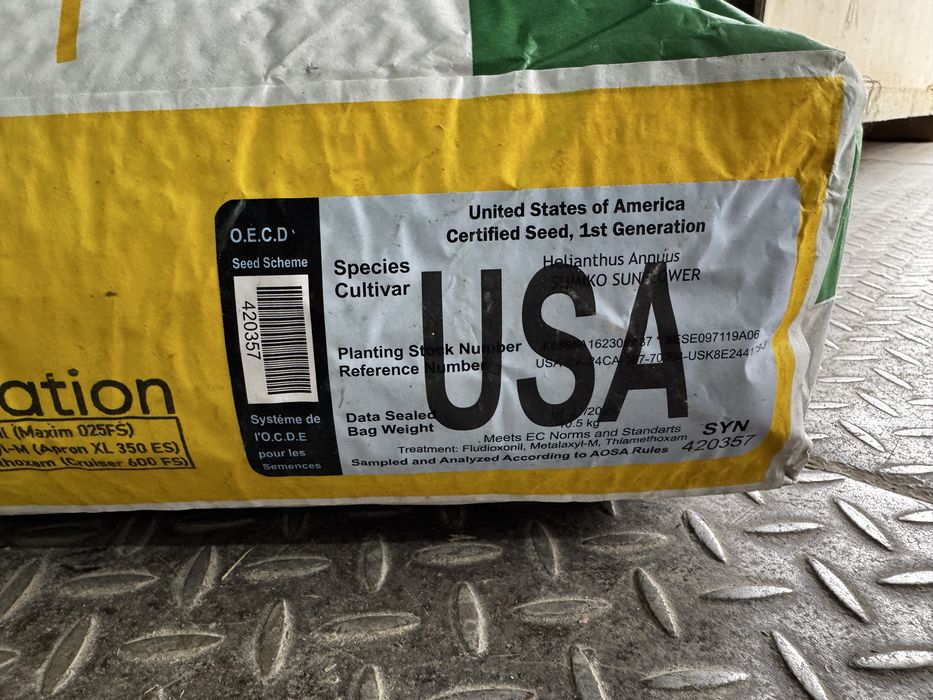 O.E.C.D
Seed Scheme
420357
Système de
l'O.C.D.E
pour les
Semences
United States of America
Certified Seed, 1st Generation
Species Helianthus Annuus
Cultivar SUMIKO SUNFLOWER
USA
Planting Stock Number
Reference Number
Data Sealed
Bag Weight
Meets EC Norms and Standarts
Treatment: Fludioxonil, Metalaxyl-M, Thiamethoxam
Sampled and Analyzed According to AOSA Rules
SYN
420357
ation
(Maxim 025FS)
(Apron XL 350 ES)
(Cruiser 600 FS)